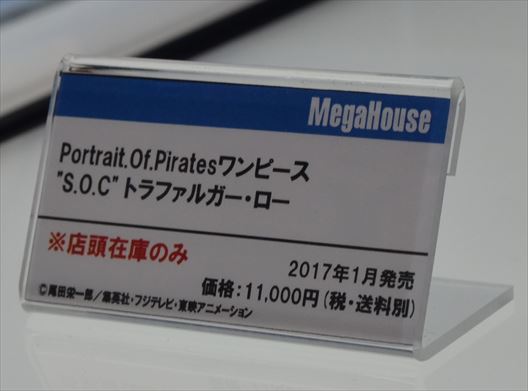 MegaHouse
Portrait.Of.Piratesワンピース
"S.O.C"トラファルガー・ロー
※店頭在庫のみ
2017年1月発売
価格：11,000円（税・送料別）
©尾田栄一郎／集英社・フジテレビ・東映アニメーション